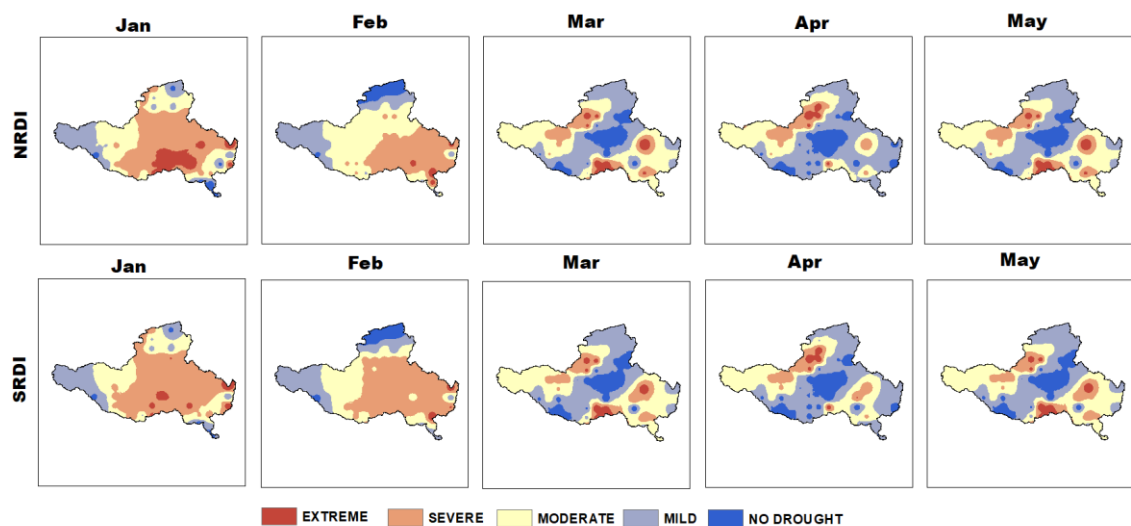 Jan Feb Mar Apr May
NRDI
Jan Feb Mar Apr May
SRDI
EXTREME SEVERE MODERATE MILD NO DROUGHT